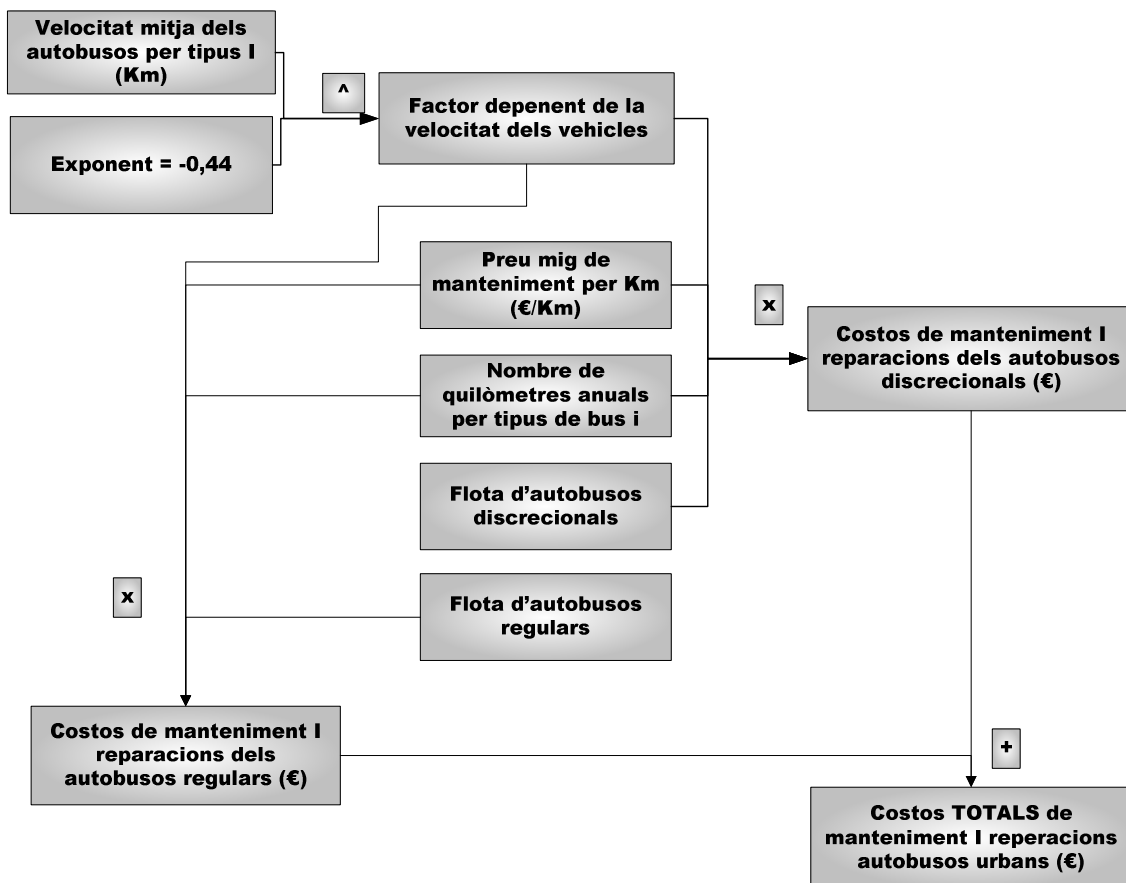 Velocitat mitja dels
autobusos per tipus I
(Km)
^
Factor depenent de la
velocitat dels vehicles
Exponent = -0,44
Preu mig de
manteniment per Km
(€/Km)
x
Costos de manteniment I
reparacions dels autobusos
discrecionals (€)
Nombre de
quilòmetres anuals
per tipus de bus i
Flota d’autobusos
discrecionals
x
Flota d’autobusos
regulars
Costos de manteniment I
reparacions dels
autobusos regulars (€)
+
Costos TOTALS de
manteniment I reperacions
autobusos urbans (€)